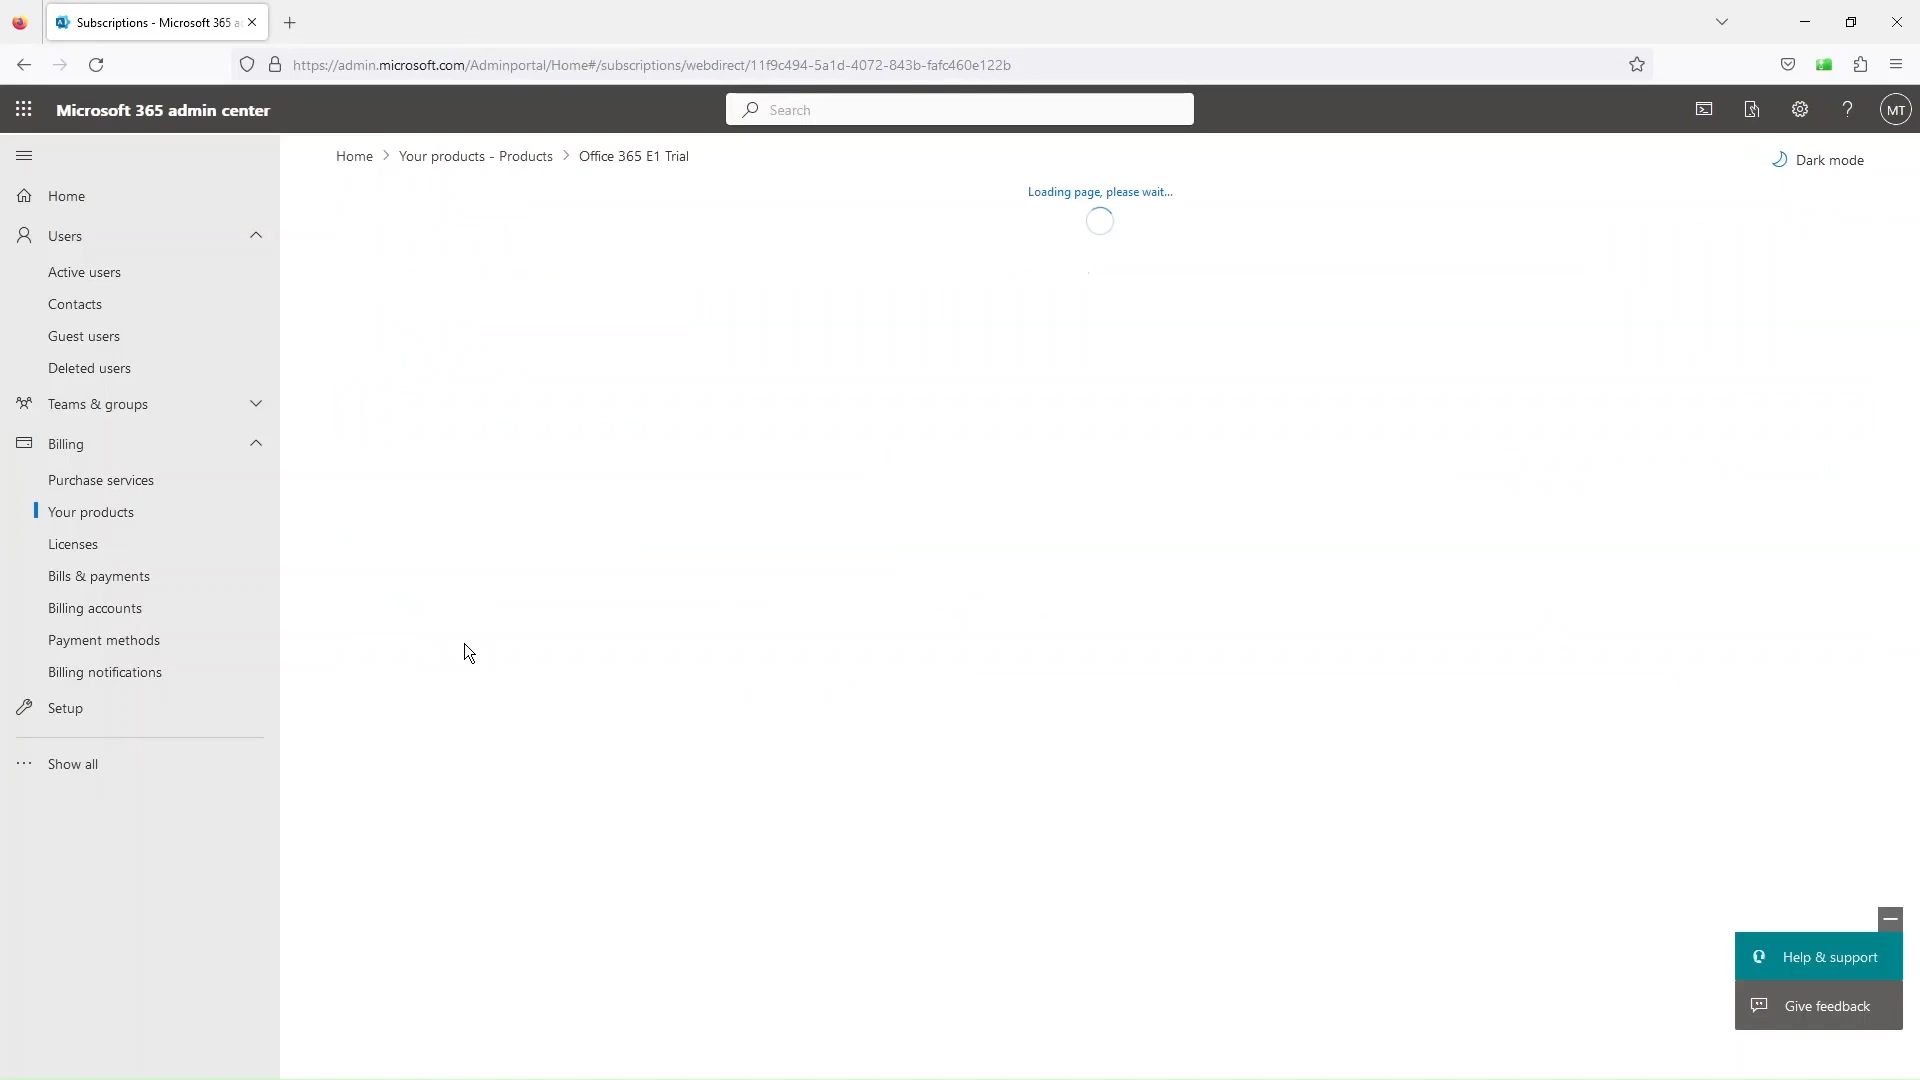 Subscriptions - Microsoft 365 a
https://admin.microsoft.com/Adminportal/Home#/subscriptions/webdirect/11f9c494-5a1d-4072-843b-fafc460e122b
Microsoft 365 admin center
Search
MT
Home > Your products - Products > Office 365 E1 Trial
Dark mode
Loading page, please wait...
Home
Users
Active users
Contacts
Guest users
Deleted users
Teams & groups
Billing
Purchase services
Your products
Licenses
Bills & payments
Billing accounts
Payment methods
Billing notifications
Setup
Show all
Help & support
Give feedback